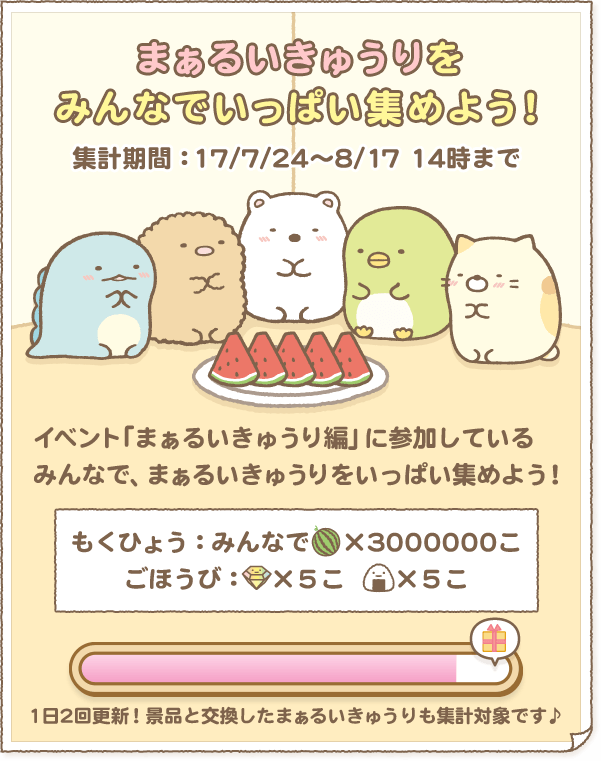 まぁるいきゅうりを
みんなでいっぱい集めよう！
集計期間：17/7/24～8/17 14時まで
イベント「まぁるいきゅうり編」に参加している
みんなで、まぁるいきゅうりをいっぱい集めよう！
もくひょう：みんなで×3000000こ
ごほうび：×５こ ×５こ
1日2回更新！景品と交換したまぁるいきゅうりも集計対象です♪